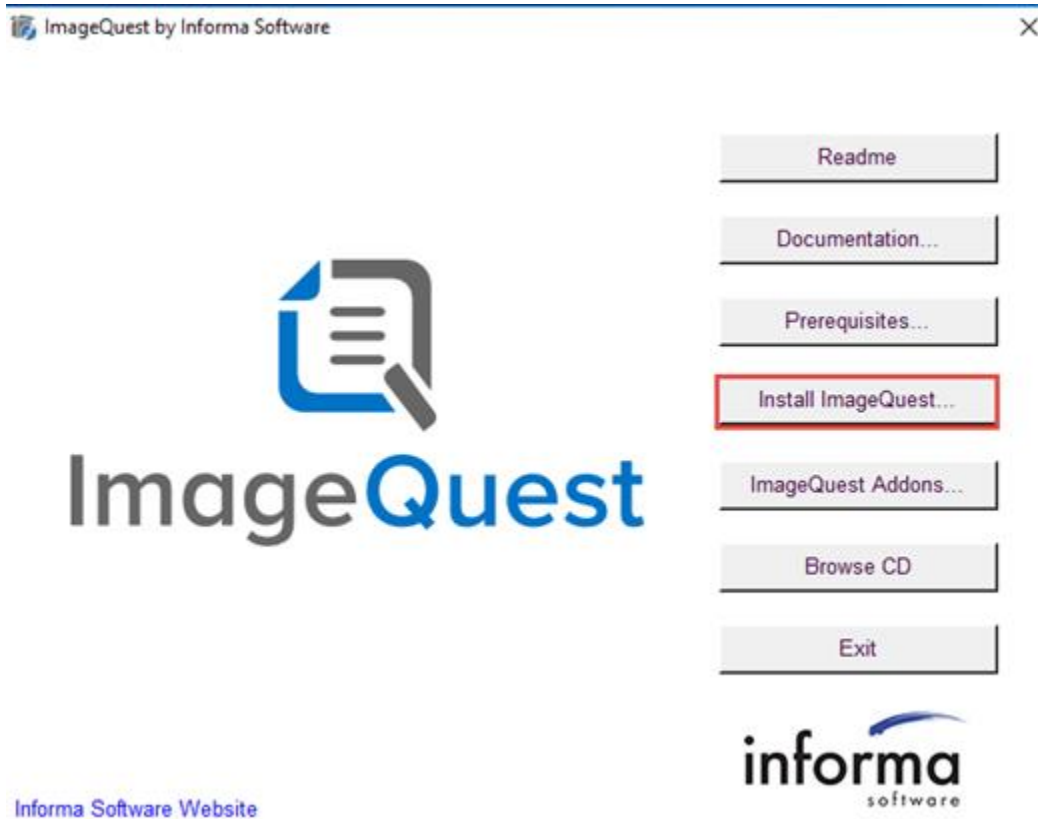 ImageQuest by Informa Software
Readme
Documentation...
Prerequisites...
Install ImageQuest...
ImageQuest
ImageQuest Addons...
Browse CD
Exit
informa
software
Informa Software Website